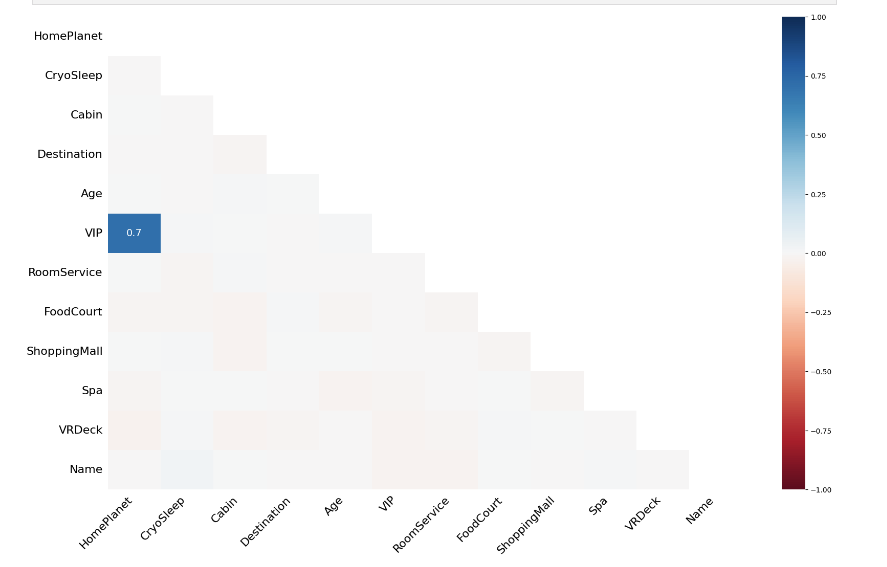 HomePlanet
CryoSleep
Cabin
Destination
Age
VIP
RoomService
FoodCourt
ShoppingMall
Spa
VRDeck
Name
0.7
HomePlanet
CryoSleep
Cabin
Destination
Age
VIP
RoomService
FoodCourt
ShoppingMall
Spa
VRDeck
Name
1.00
0.75
0.50
0.25
0.00
−0.25
−0.50
−0.75
−1.00